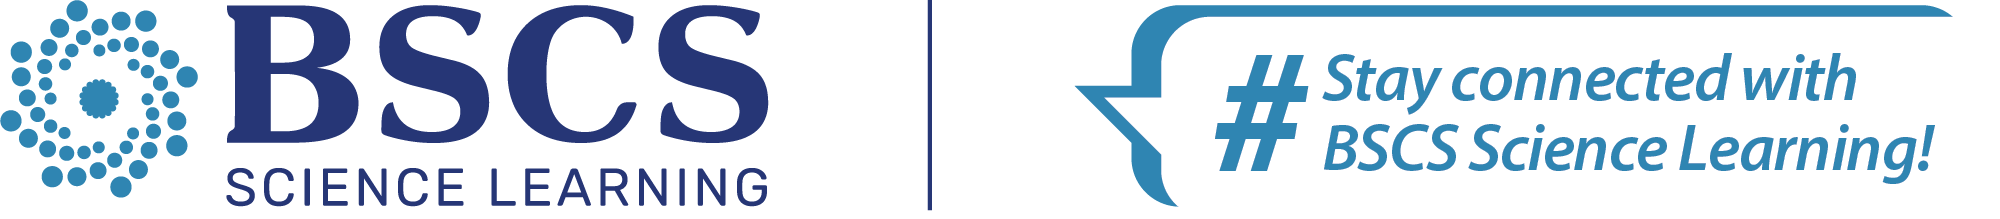 BSCS
SCIENCE LEARNING
# Stay connected with
BSCS Science Learning!